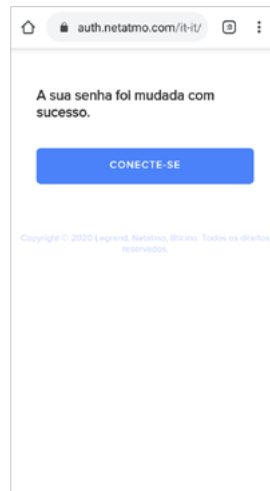 auth.netatmo.com/it-it/
A sua senha foi mudada com
sucesso.
CONECTE-SE
Copyright © 2020 Legrand, Netatmo, Bticino. Todos os direitos
reservados.